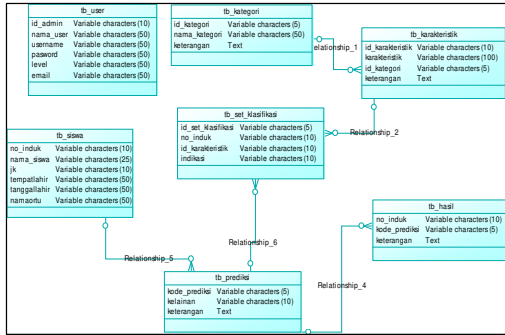 tb_user
id_admin Variable characters (10)
nama_user Variable characters (50)
username Variable characters (50)
pasword Variable characters (50)
level Variable characters (50)
email Variable characters (50)
tb_kategori
id_kategori Variable characters (5)
nama_kategori Variable characters (50)
keterangan Text
elationship_1
tb_karakteristik
id_karakteristik Variable characters (10)
karakteristik Variable characters (100)
id_kategori Variable characters (5)
keterangan Text
Relationship_2
tb_set_klasifikasi
id_set_klasifikasi Variable characters (5)
no_induk Variable characters (10)
id_karakteristik Variable characters (10)
indikasi Variable characters (10)
tb_siswa
no_induk Variable characters (10)
nama_siswa Variable characters (25)
jk Variable characters (10)
tempatlahir Variable characters (50)
tanggallahir Variable characters (50)
namaortu Variable characters (50)
tb_hasil
no_induk Variable characters (10)
kode_prediksi Variable characters (5)
keterangan Text
Relationship_6
Relationship_5
Relationship_4
tb_prediksi
kode_prediksi Variable characters (5)
kelainan Variable characters (10)
keterangan Text